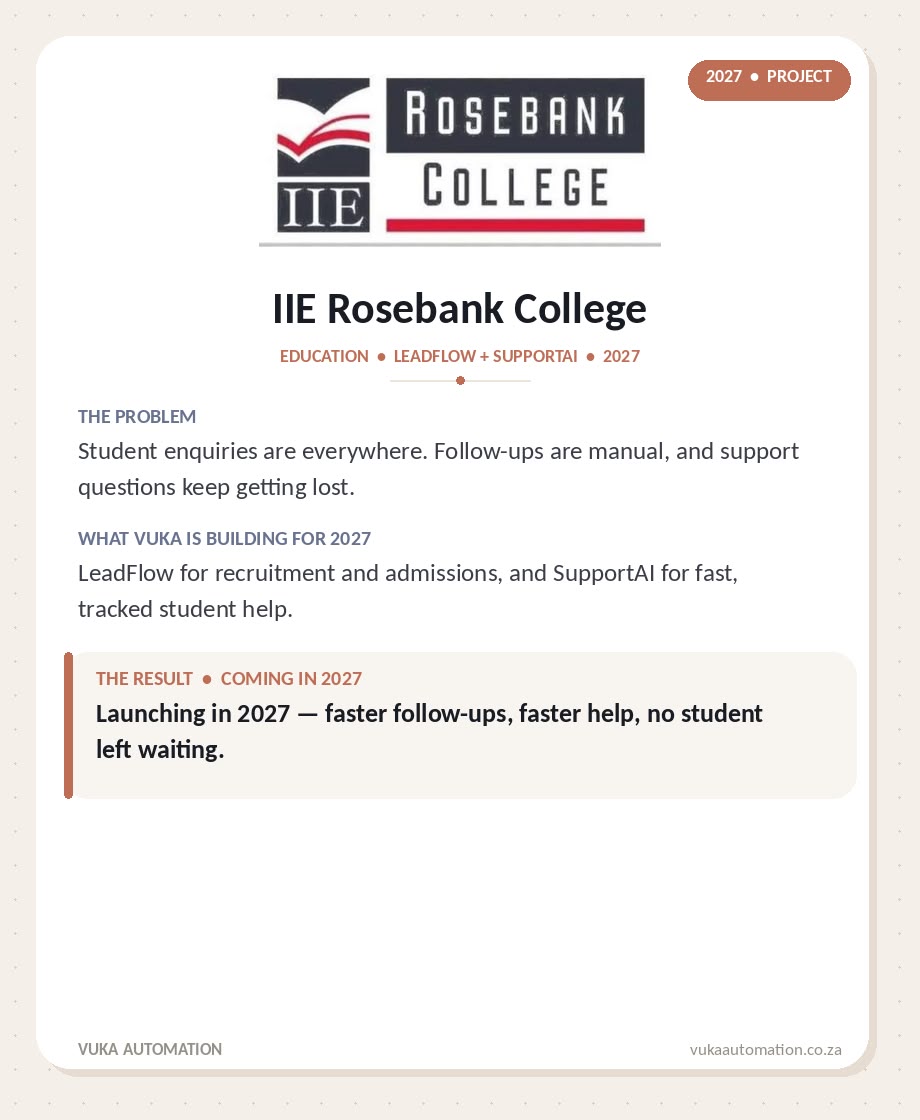 2027 ● PROJECT
ROSEBANK
COLLEGE
IIE
IIE Rosebank College
EDUCATION ● LEADFLOW + SUPPORTAI ● 2027
THE PROBLEM
Student enquiries are everywhere. Follow-ups are manual, and support
questions keep getting lost.
WHAT VUKA IS BUILDING FOR 2027
LeadFlow for recruitment and admissions, and SupportAI for fast,
tracked student help.
THE RESULT ● COMING IN 2027
Launching in 2027 — faster follow-ups, faster help, no student
left waiting.
VUKA AUTOMATION
vukaautomation.co.za